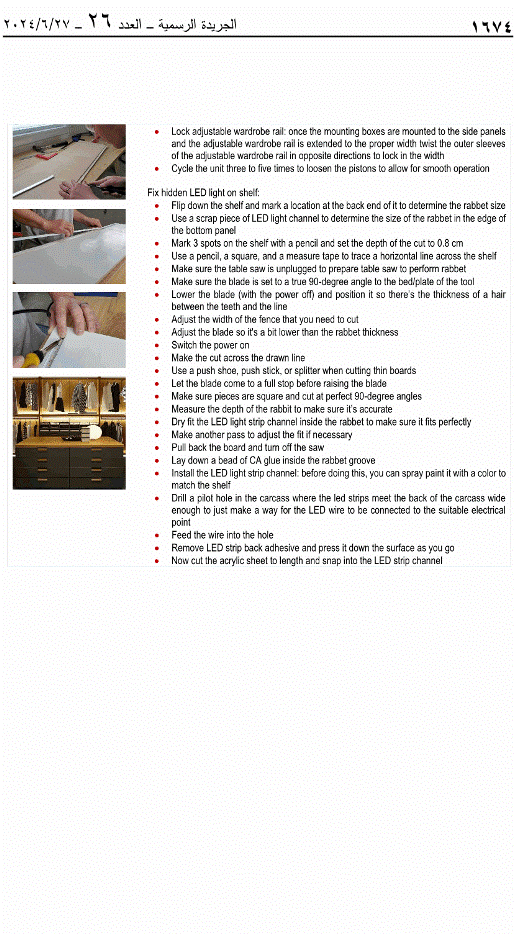 ١٦٧٤ الجريدة الرسمية ـ العدد ٢٦ ـ ٢٠٢٤/٦/٢٧
• Lock adjustable wardrobe rail: once the mounting boxes are mounted to the side panels
and the adjustable wardrobe rail is extended to the proper width twist the outer sleeves
of the adjustable wardrobe rail in opposite directions to lock in the width
• Cycle the unit three to five times to loosen the pistons to allow for smooth operation
Fix hidden LED light on shelf:
• Flip down the shelf and mark a location at the back end of it to determine the rabbet size
• Use a scrap piece of LED light channel to determine the size of the rabbet in the edge of
the bottom panel
• Mark 3 spots on the shelf with a pencil and set the depth of the cut to 0.8 cm
• Use a pencil, a square, and a measure tape to trace a horizontal line across the shelf
• Make sure the table saw is unplugged to prepare table saw to perform rabbet
• Make sure the blade is set to a true 90-degree angle to the bed/plate of the tool
• Lower the blade (with the power off) and position it so there's the thickness of a hair
between the teeth and the line
• Adjust the width of the fence that you need to cut
• Adjust the blade so it's a bit lower than the rabbet thickness
• Switch the power on
• Make the cut across the drawn line
• Use a push shoe, push stick, or splitter when cutting thin boards
• Let the blade come to a full stop before raising the blade
• Make sure pieces are square and cut at perfect 90-degree angles
• Measure the depth of the rabbit to make sure it's accurate
• Dry fit the LED light strip channel inside the rabbet to make sure it fits perfectly
• Make another pass to adjust the fit if necessary
• Pull back the board and turn off the saw
• Lay down a bead of CA glue inside the rabbet groove
• Install the LED light strip channel: before doing this, you can spray paint it with a color to
match the shelf
• Drill a pilot hole in the carcass where the led strips meet the back of the carcass wide
enough to just make a way for the LED wire to be connected to the suitable electrical
point
• Feed the wire into the hole
• Remove LED strip back adhesive and press it down the surface as you go
• Now cut the acrylic sheet to length and snap into the LED strip channel